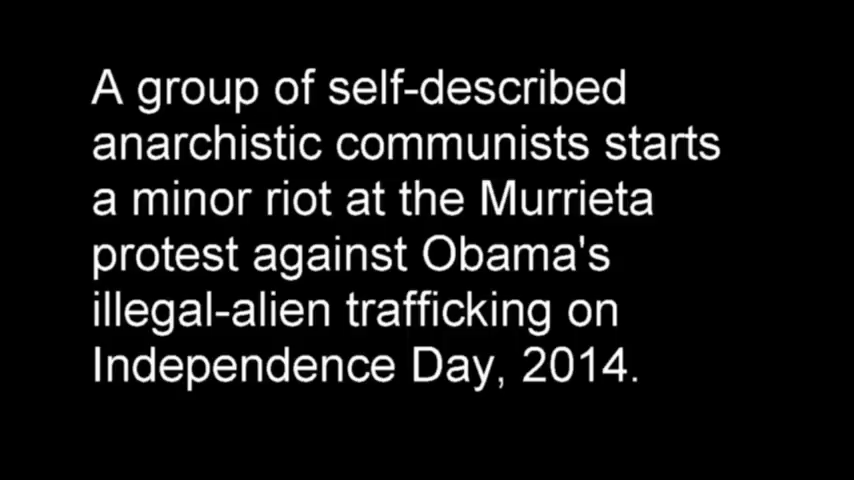 A group of self-described
anarchistic communists starts
a minor riot at the Murrieta
protest against Obama's
illegal-alien trafficking on
Independence Day, 2014.